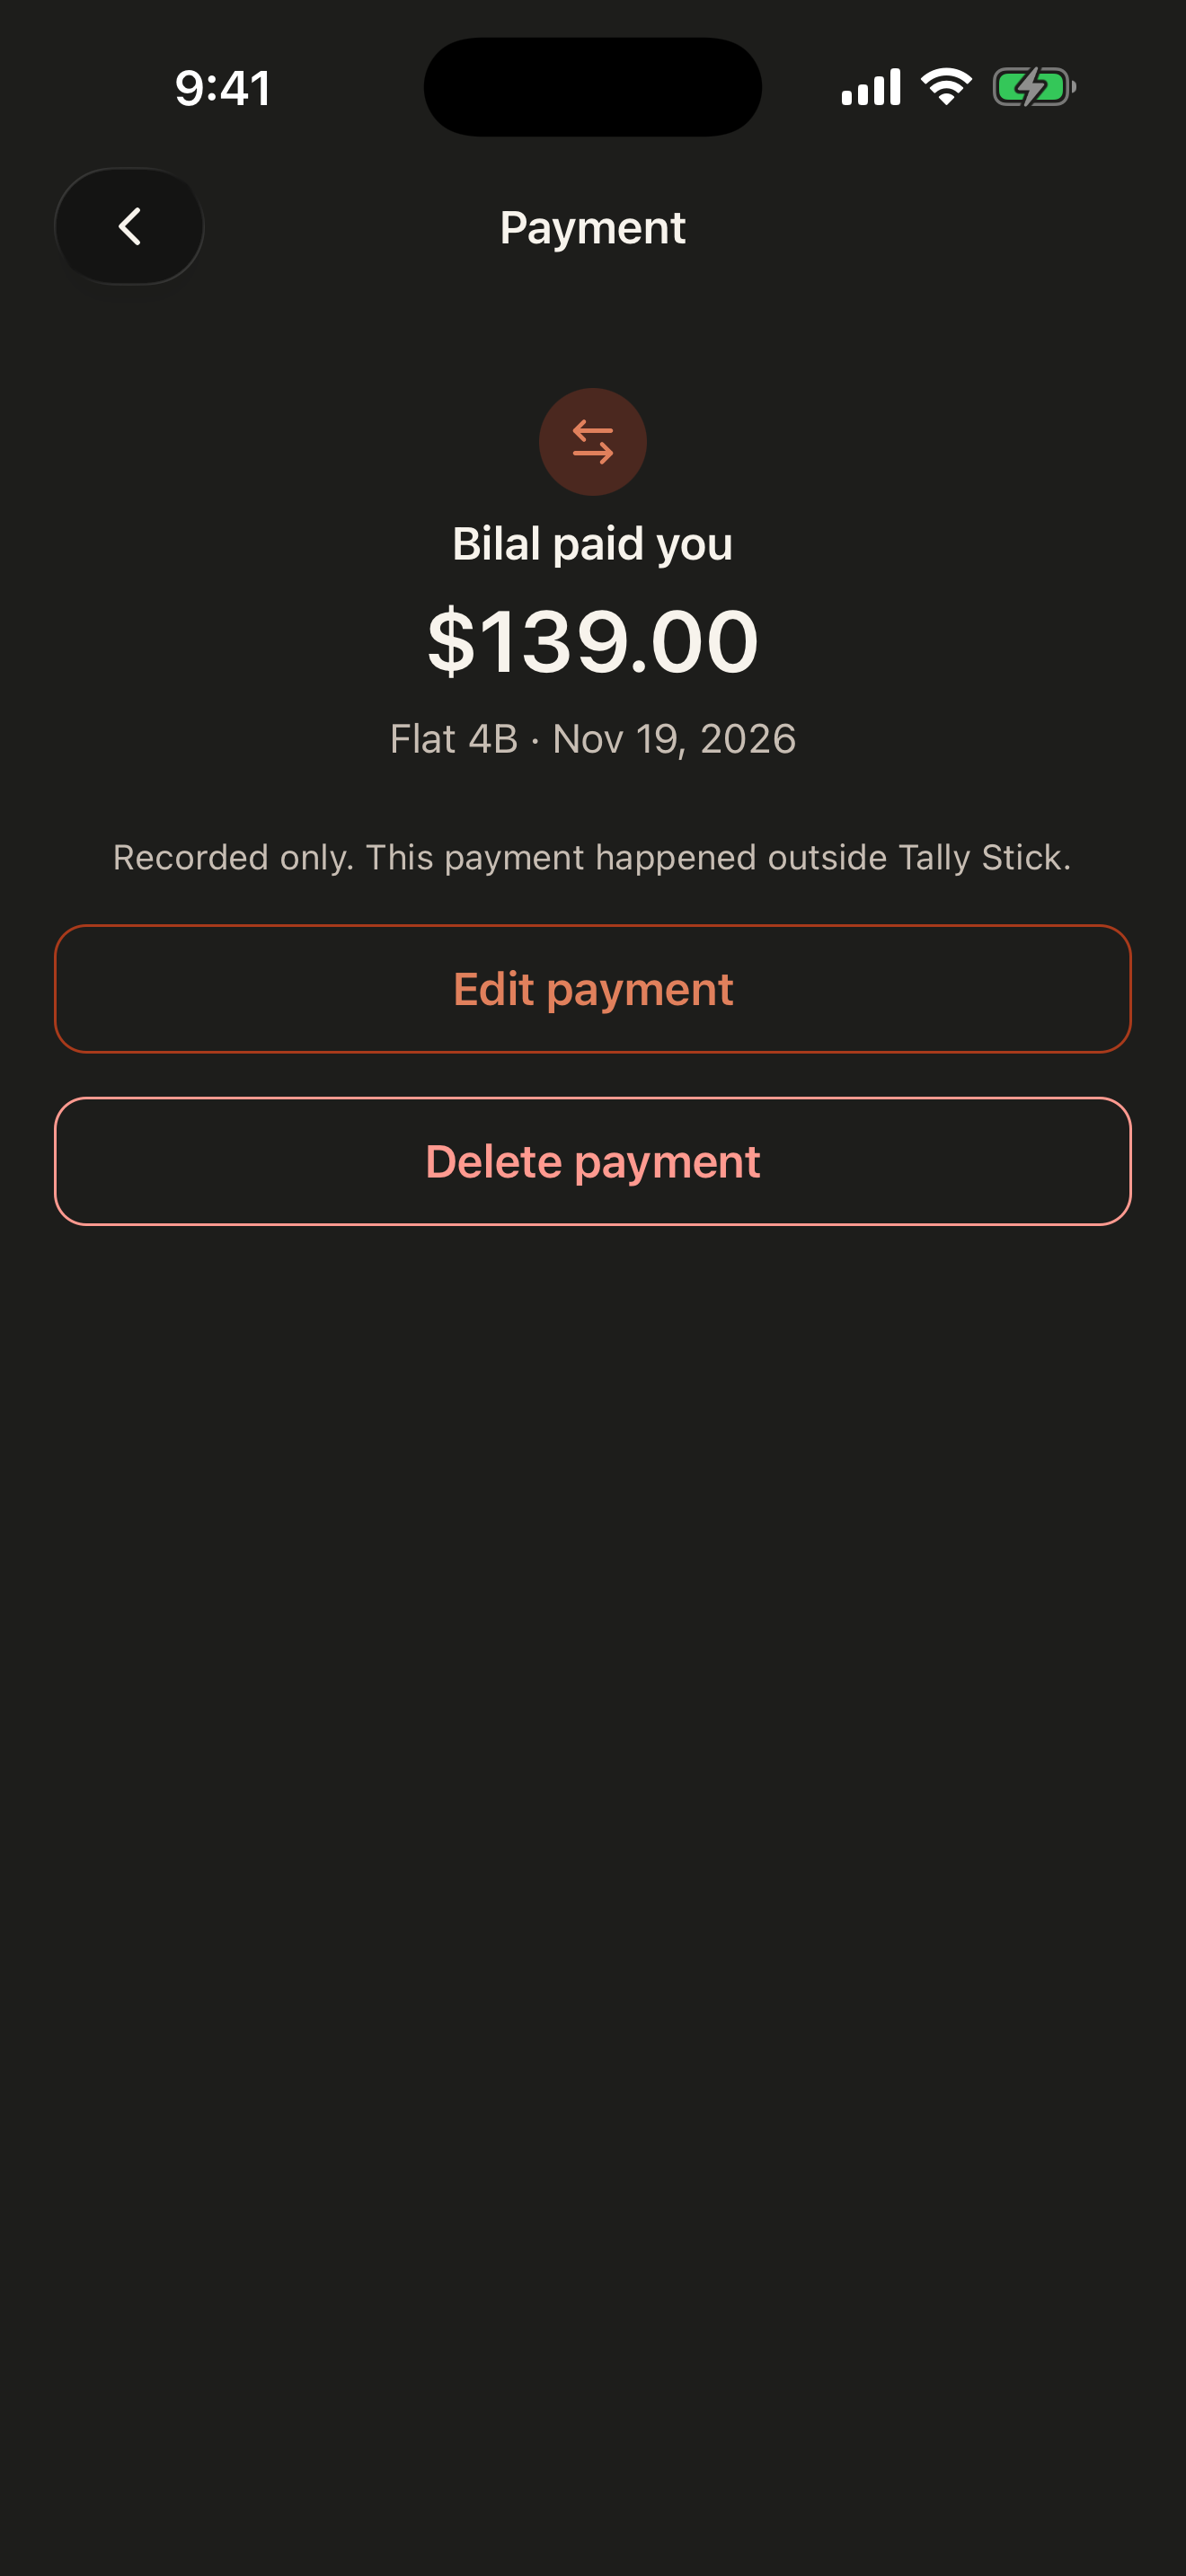 9:41
Payment
Bilal paid you
$139.00
Flat 4B · Nov 19, 2026
Recorded only. This payment happened outside Tally Stick.
Edit payment
Delete payment